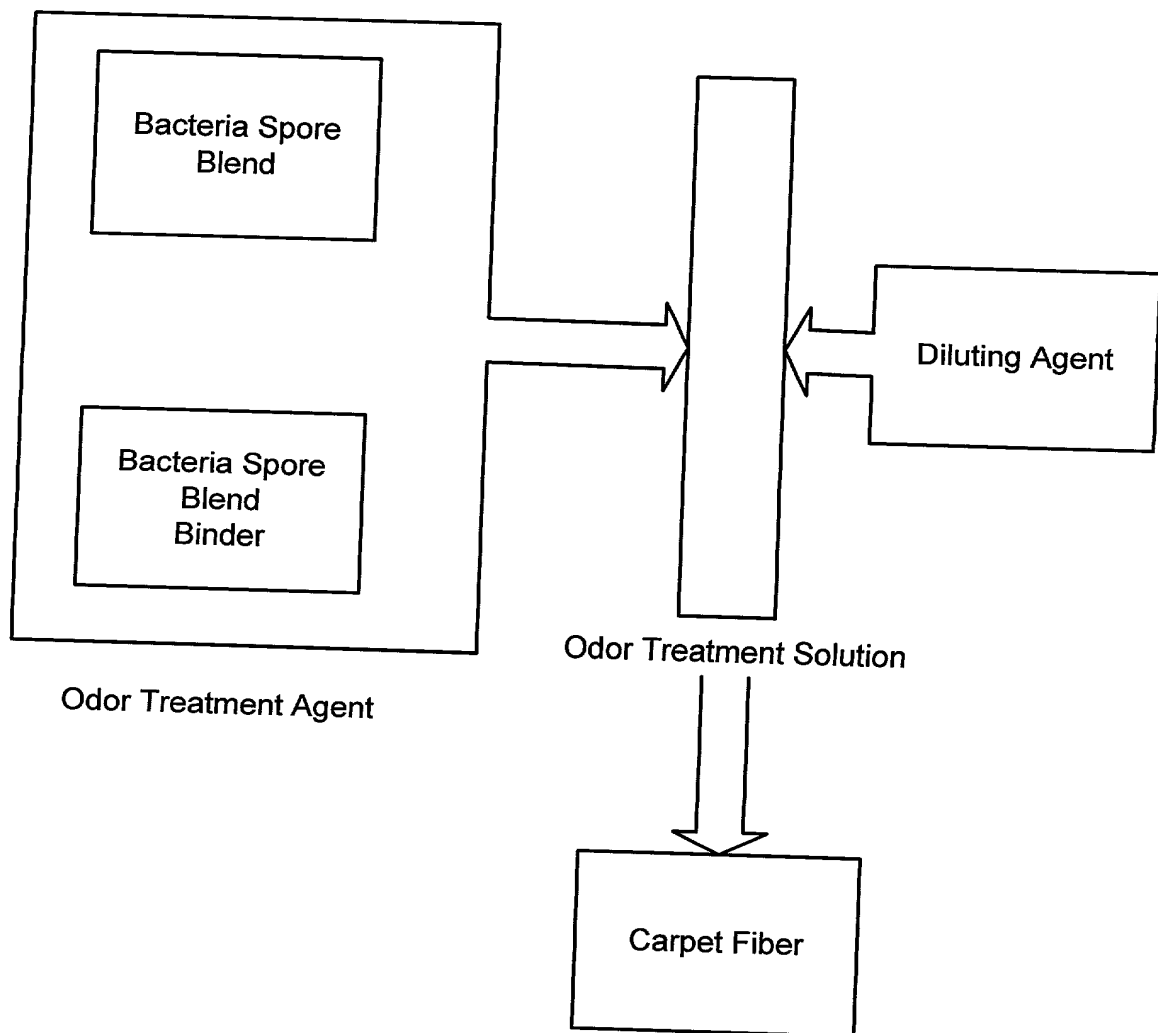 Bacteria Spore
Blend
Bacteria Spore
Blend
Binder
Odor Treatment Agent
Diluting Agent
Odor Treatment Solution
Carpet Fiber